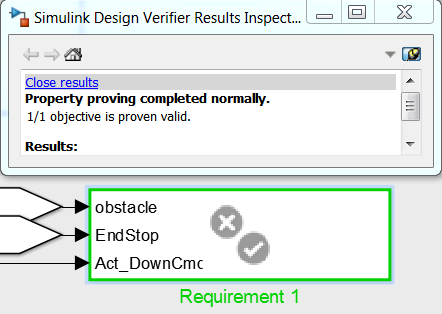 Simulink Design Verifier Results Inspect...
Close results
Property proving completed normally.
1/1 objective is proven valid.
Results:
obstacle
EndStop
Act_DownCmd
Requirement 1